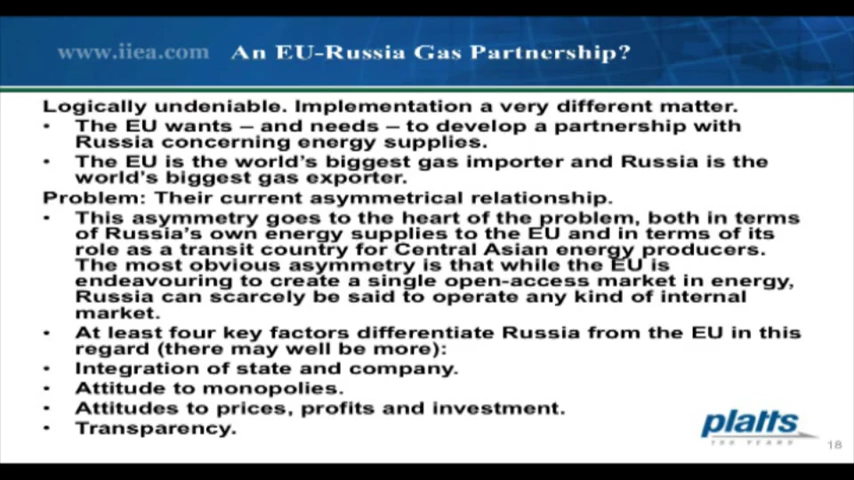 www.iiea.com An EU-Russia Gas Partnership?
Logically undeniable. Implementation a very different matter.
• The EU wants – and needs – to develop a partnership with
Russia concerning energy supplies.
• The EU is the world's biggest gas importer and Russia is the
world's biggest gas exporter.
Problem: Their current asymmetrical relationship.
• This asymmetry goes to the heart of the problem, both in terms
of Russia's own energy supplies to the EU and in terms of its
role as a transit country for Central Asian energy producers.
The most obvious asymmetry is that while the EU is
endeavouring to create a single open-access market in energy,
Russia can scarcely be said to operate any kind of internal
market.
• At least four key factors differentiate Russia from the EU in this
regard (there may well be more):
• Integration of state and company.
• Attitude to monopolies.
• Attitudes to prices, profits and investment.
• Transparency.
platts
YEARS
18